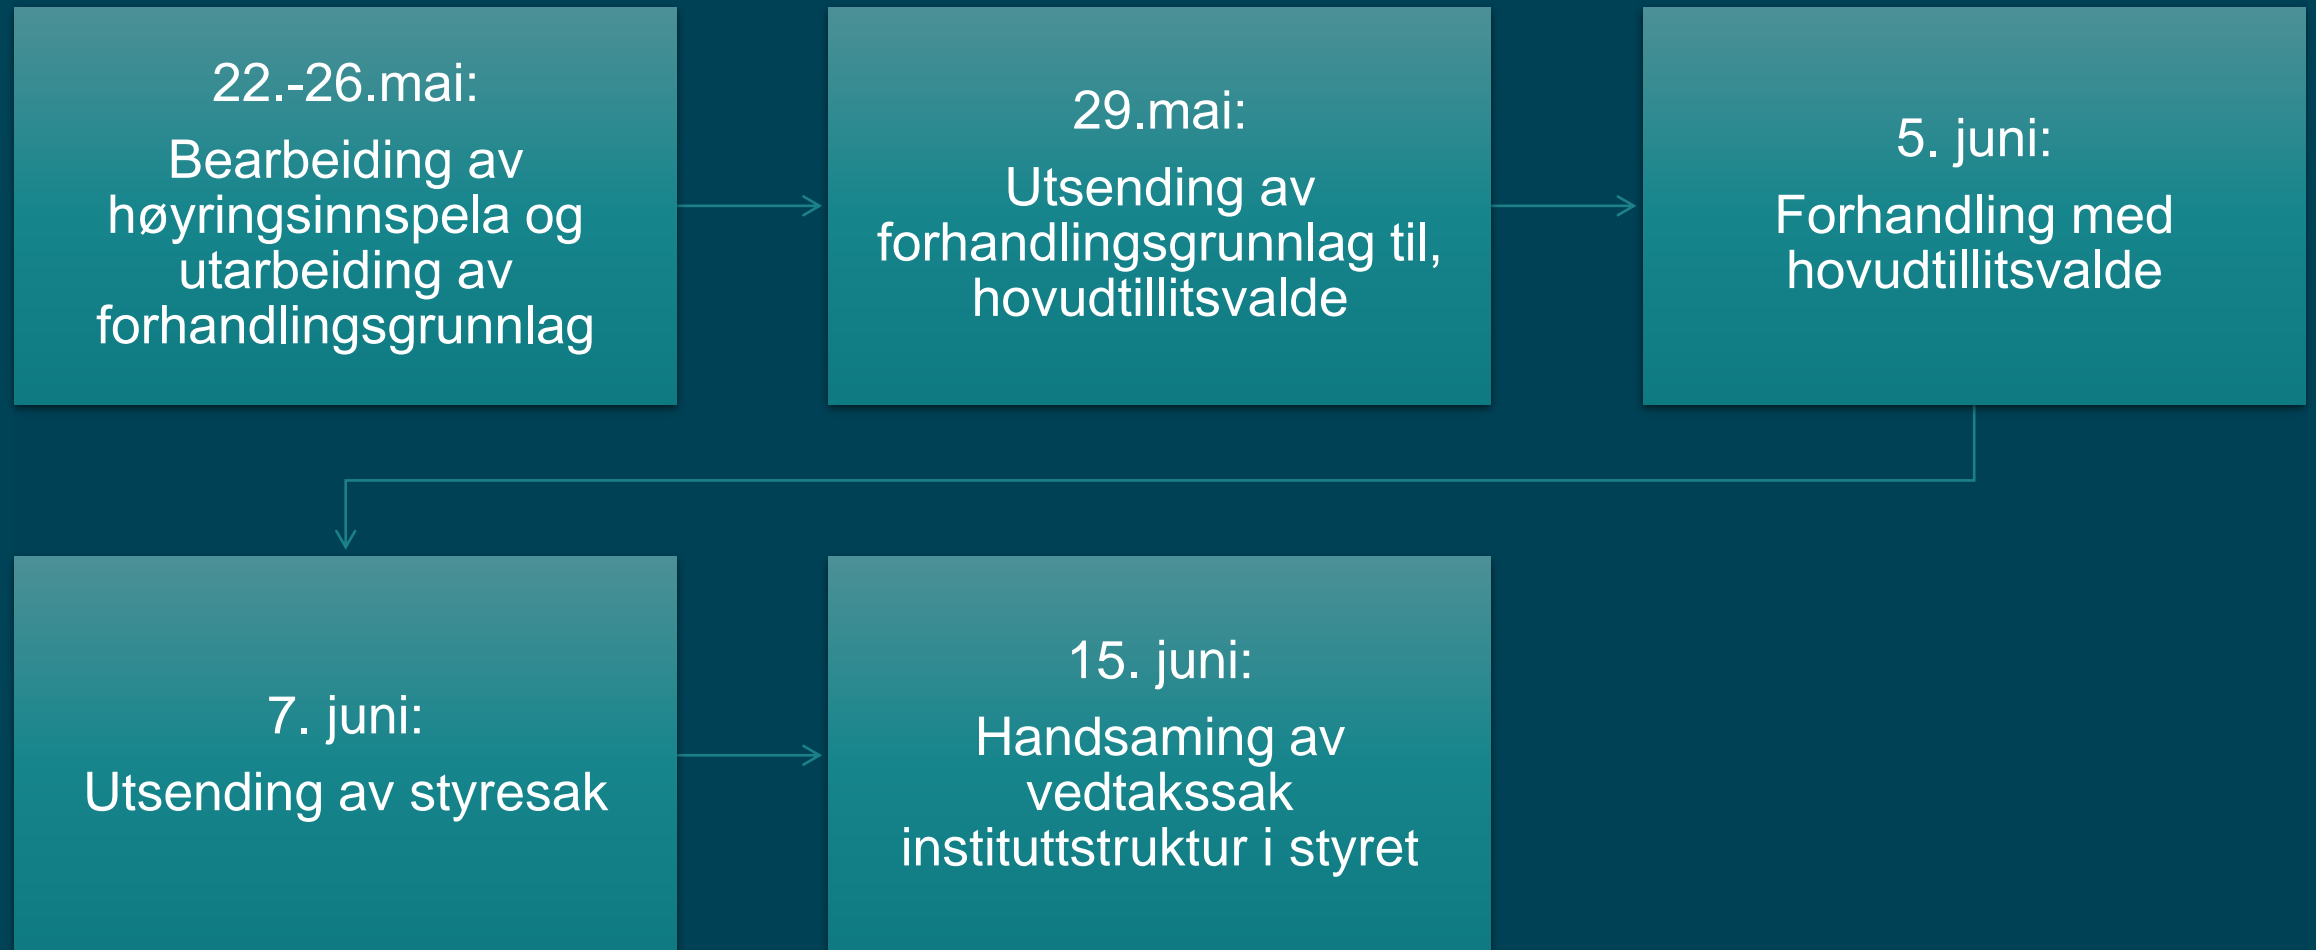 22.-26.mai:
Bearbeiding av
høyringsinnspela og
utarbeiding av
forhandlingsgrunnlag
29.mai:
Utsending av
forhandlingsgrunnlag til,
hovudtillitsvalde
5. juni:
Forhandling med
hovudtillitsvalde
7. juni:
Utsending av styresak
15. juni:
Handsaming av
vedtakssak
instituttstruktur i styret